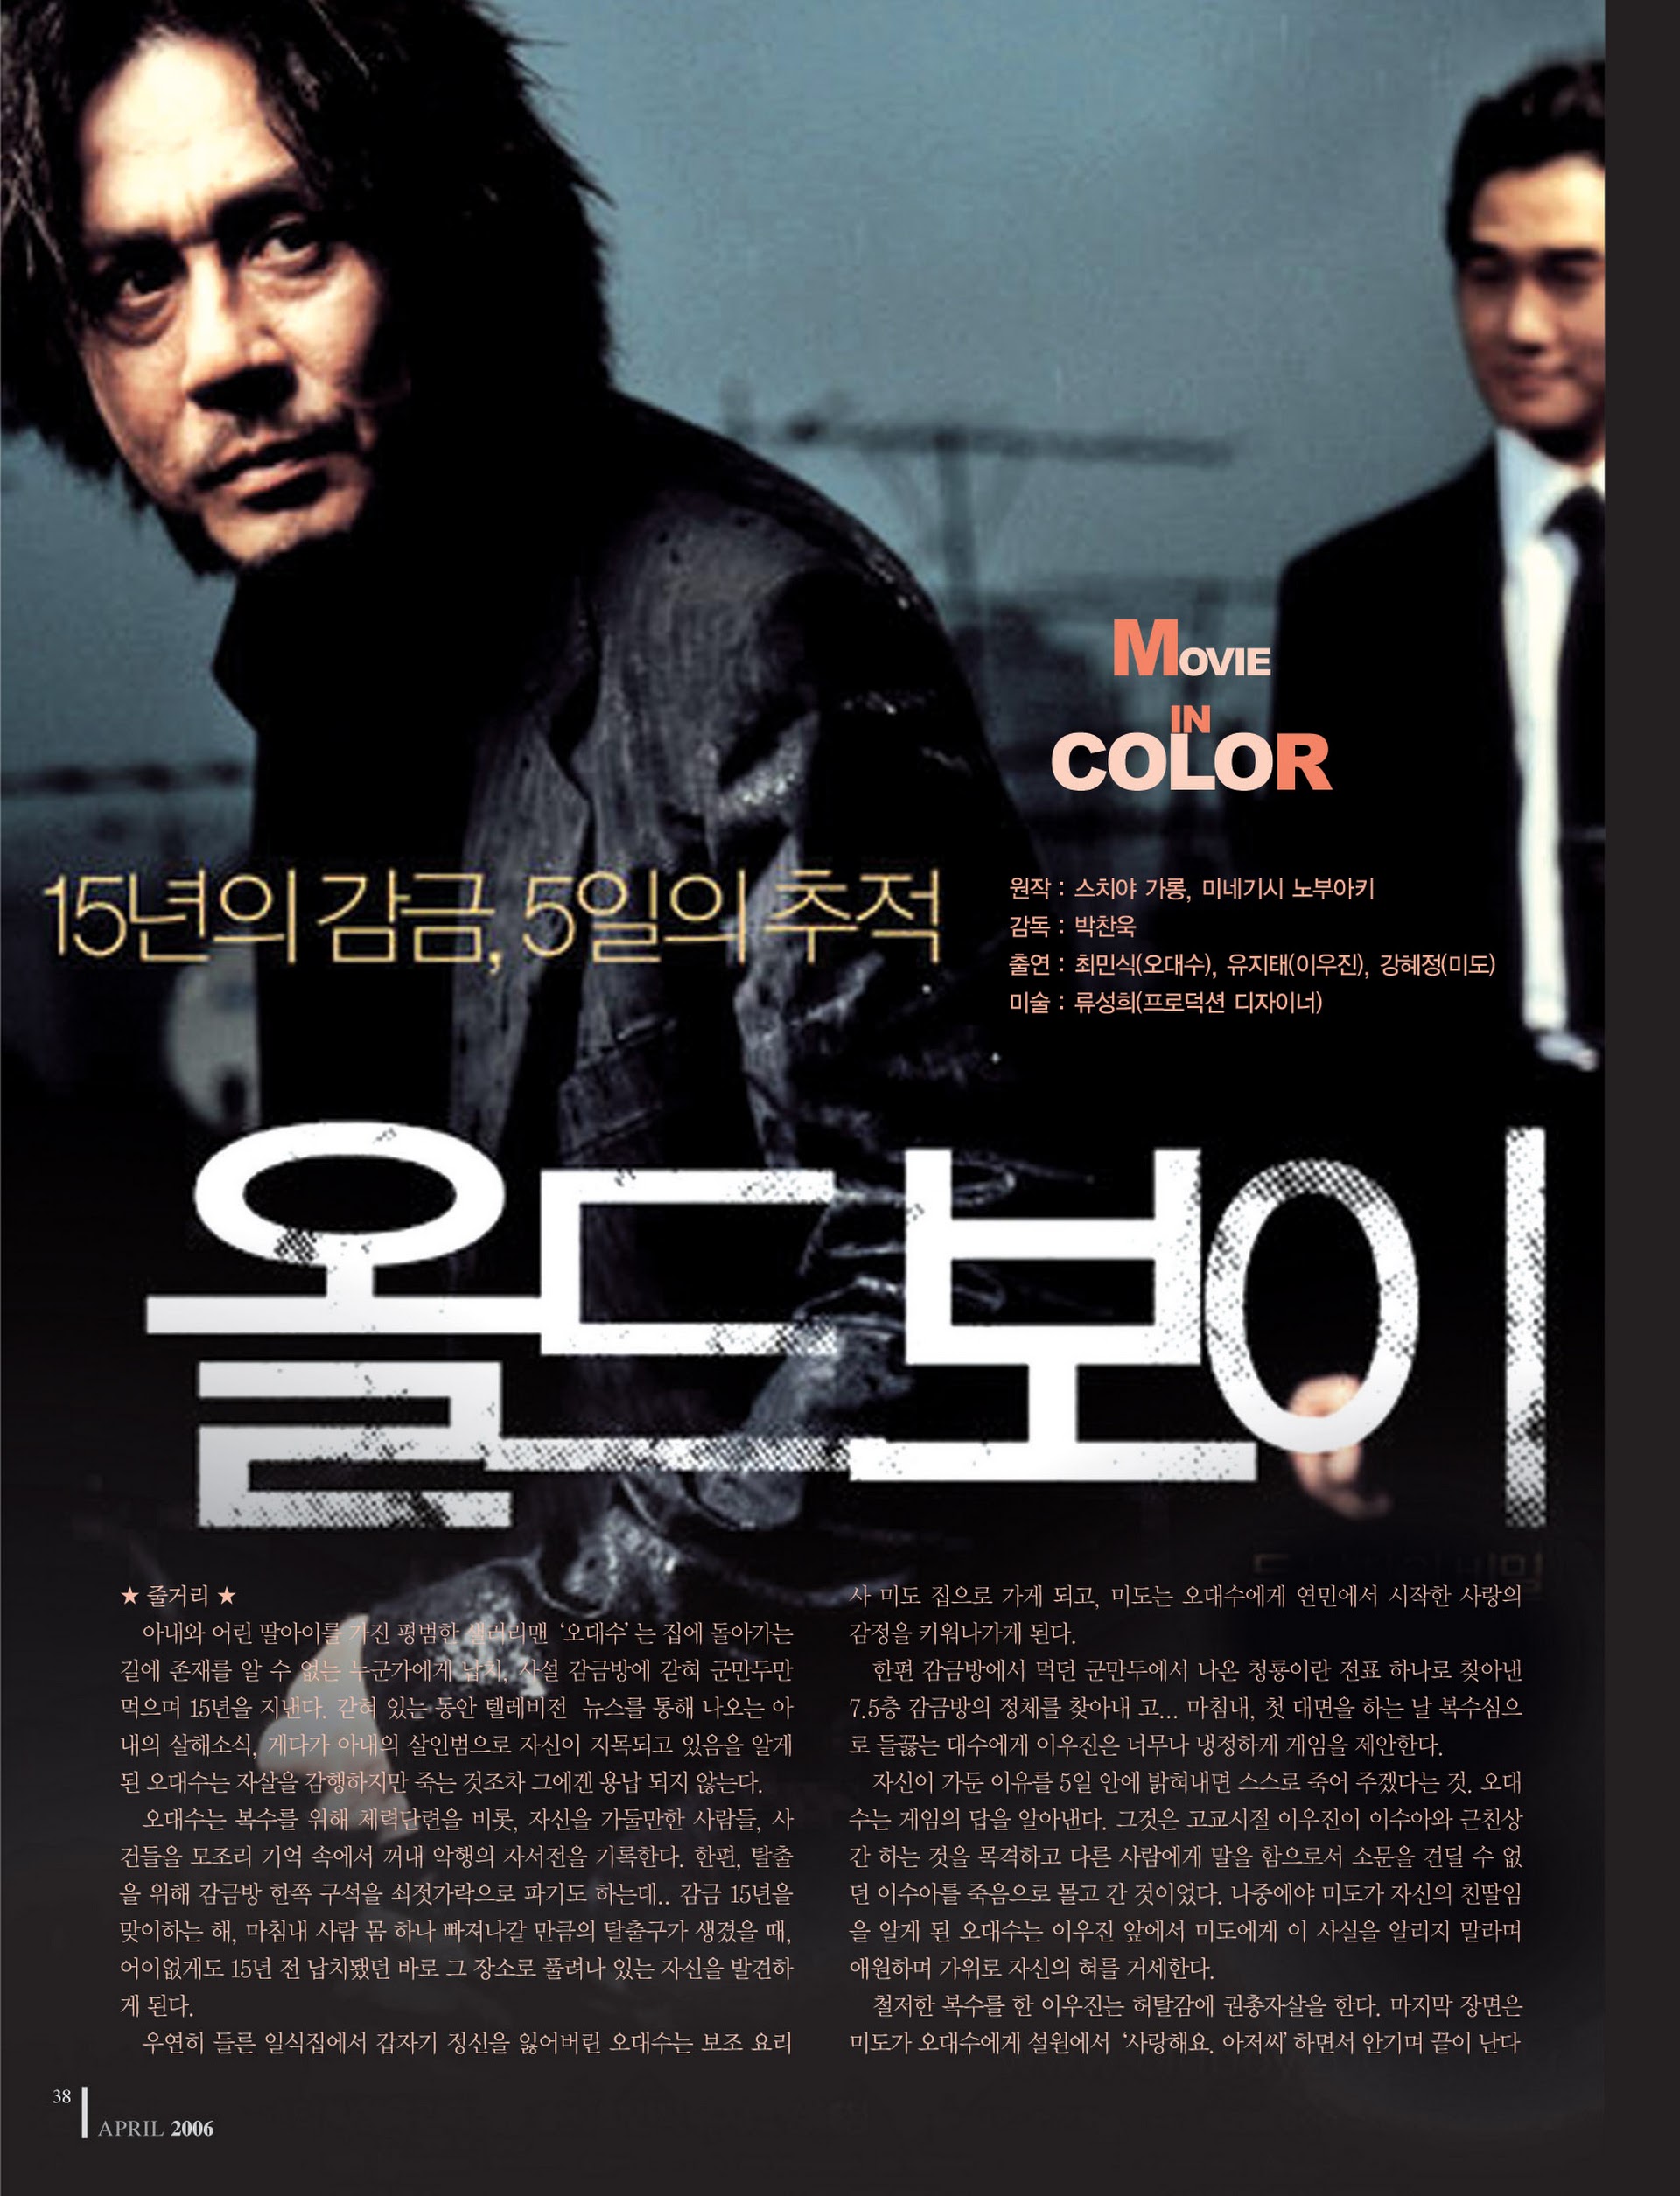 MOVIE
IN
COLOR
15년의 감금, 5일의 추적
원작 : 스치야 가롱, 미네기시 노부아키
감독 : 박찬욱
출연 : 최민식(오대수), 유지태(이우진), 강혜정(미도)
미술 : 류성희(프로덕션 디자이너)
올드보이
★ 줄거리 ★
아내와 어린 딸아이를 가진 평범한 샐러리맨 ‘오대수’는 집에 돌아가는
길에 존재를 알 수 없는 누군가에게 납치, 사설 감금방에 갇혀 군만두만
먹으며 15년을 지낸다. 갇혀 있는 동안 텔레비전 뉴스를 통해 나오는 아
내의 살해소식, 게다가 아내의 살인범으로 자신이 지목되고 있음을 알게
된 오대수는 자살을 감행하지만 죽는 것조차 그에겐 용납 되지 않는다.
오대수는 복수를 위해 체력단련을 비롯, 자신을 가둘만한 사람들, 사
건들을 모조리 기억 속에서 꺼내 악행의 자서전을 기록한다. 한편, 탈출
을 위해 감금방 한쪽 구석을 쇠젓가락으로 파기도 하는데.. 감금 15년을
맞이하는 해, 마침내 사람 몸 하나 빠져나갈 만큼의 탈출구가 생겼을 때,
어이없게도 15년 전 납치됐던 바로 그 장소로 풀려나 있는 자신을 발견하
게 된다.
우연히 들른 일식집에서 갑자기 정신을 잃어버린 오대수는 보조 요리
사 미도 집으로 가게 되고, 미도는 오대수에게 연민에서 시작한 사랑의
감정을 키워나가게 된다.
한편 감금방에서 먹던 군만두에서 나온 청룡이란 전표 하나로 찾아낸
7.5층 감금방의 정체를 찾아내 고... 마침내, 첫 대면을 하는 날 복수심으
로 들끓는 대수에게 이우진은 너무나 냉정하게 게임을 제안한다.
자신이 가둔 이유를 5일 안에 밝혀내면 스스로 죽어 주겠다는 것. 오대
수는 게임의 답을 알아낸다. 그것은 고교시절 이우진이 이수아와 근친상
간 하는 것을 목격하고 다른 사람에게 말을 함으로서 소문을 견딜 수 없
던 이수아를 죽음으로 몰고 간 것이었다. 나중에야 미도가 자신의 친딸임
을 알게 된 오대수는 이우진 앞에서 미도에게 이 사실을 알리지 말라며
애원하며 가위로 자신의 혀를 거세한다.
철저한 복수를 한 이우진는 허탈감에 권총자살을 한다. 마지막 장면은
미도가 오대수에게 설원에서 ‘사랑해요. 아저씨’ 하면서 안기며 끝이 난다
38
APRIL 2006